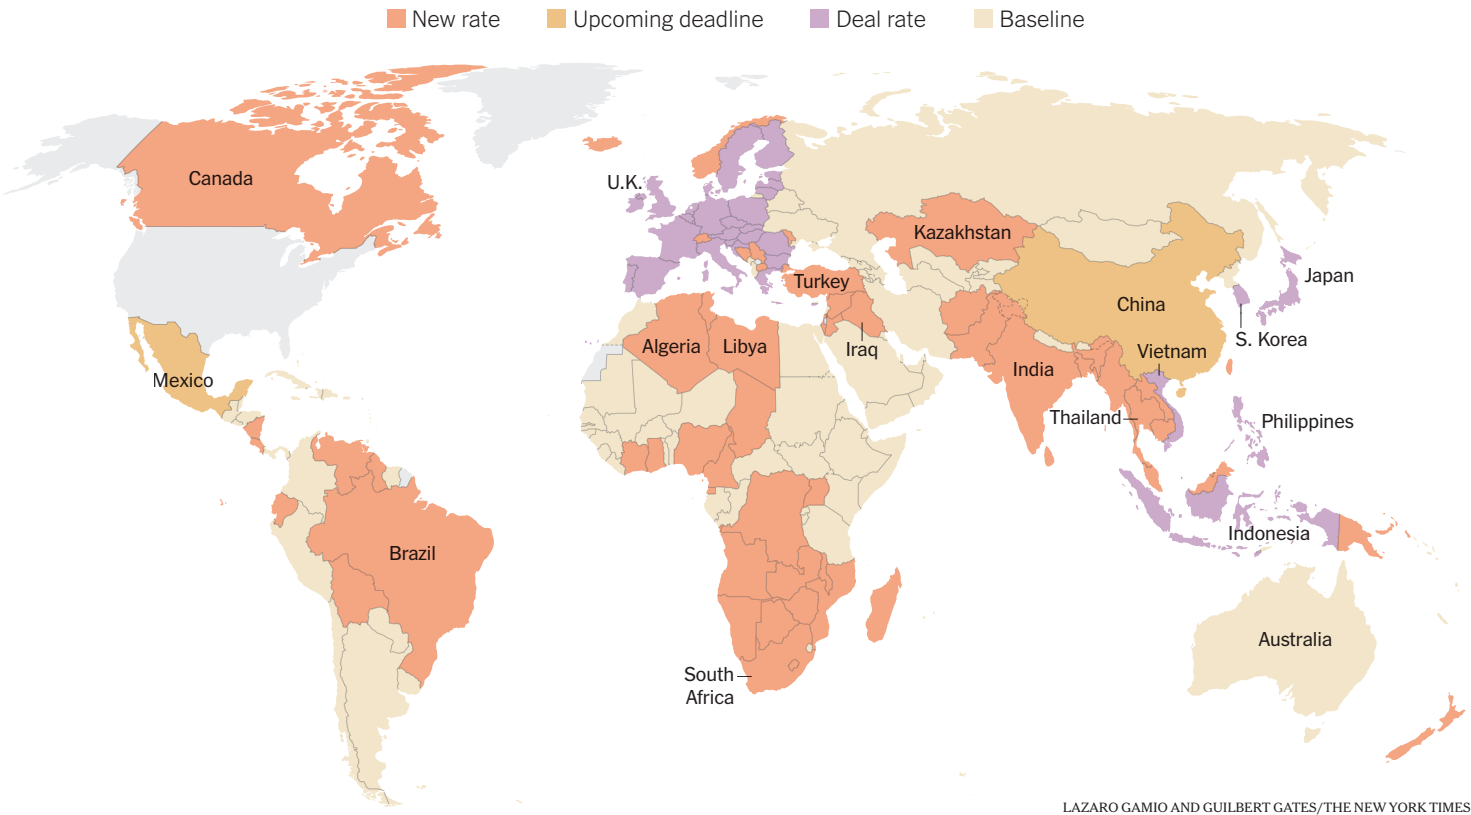 New rate
Upcoming deadline
Deal rate
Baseline
Canada
U.K.
Kazakhstan
Turkey
Japan
China
S. Korea
Algeria
Libya
Iraq
Vietnam
Mexico
India
Thailand
Philippines
Indonesia
Brazil
Australia
South
Africa
LAZARO GAMIO AND GUILBERT GATES/THE NEW YORK TIMES